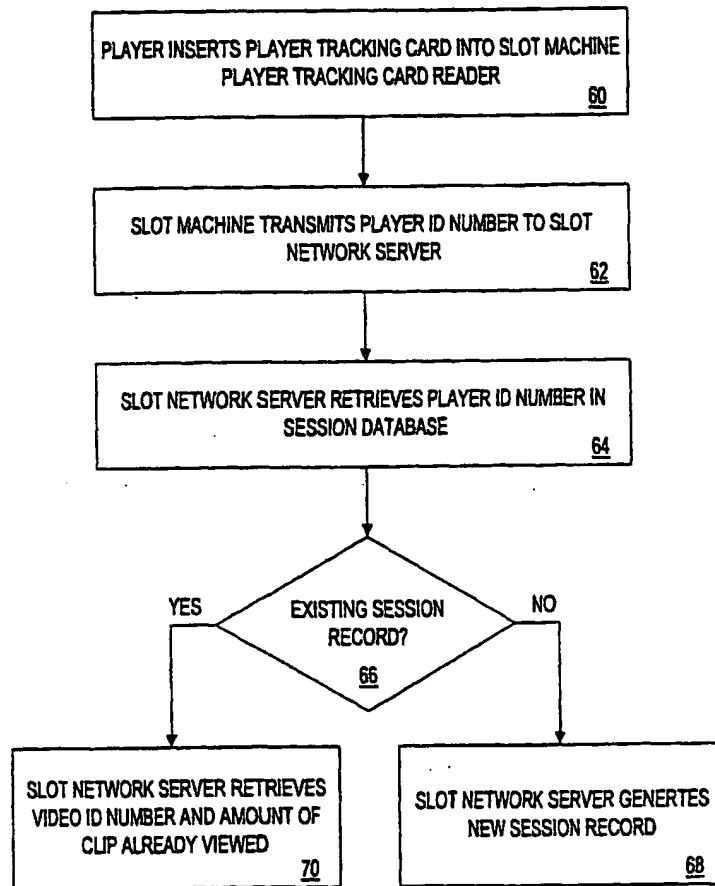 PLAYER INSERTS PLAYER TRACKING CARD INTO SLOT MACHINE
PLAYER TRACKING CARD READER
60
SLOT MACHINE TRANSMITS PLAYER ID NUMBER TO SLOT
NETWORK SERVER
62
SLOT NETWORK SERVER RETRIEVES PLAYER ID NUMBER IN
SESSION DATABASE
64
YES
EXISTING SESSION
RECORD?
66
NO
SLOT NETWORK SERVER RETRIEVES
VIDEO ID NUMBER AND AMOUNT OF
CLIP ALREADY VIEWED
70
SLOT NETWORK SERVER GENERTES
NEW SESSION RECORD
68